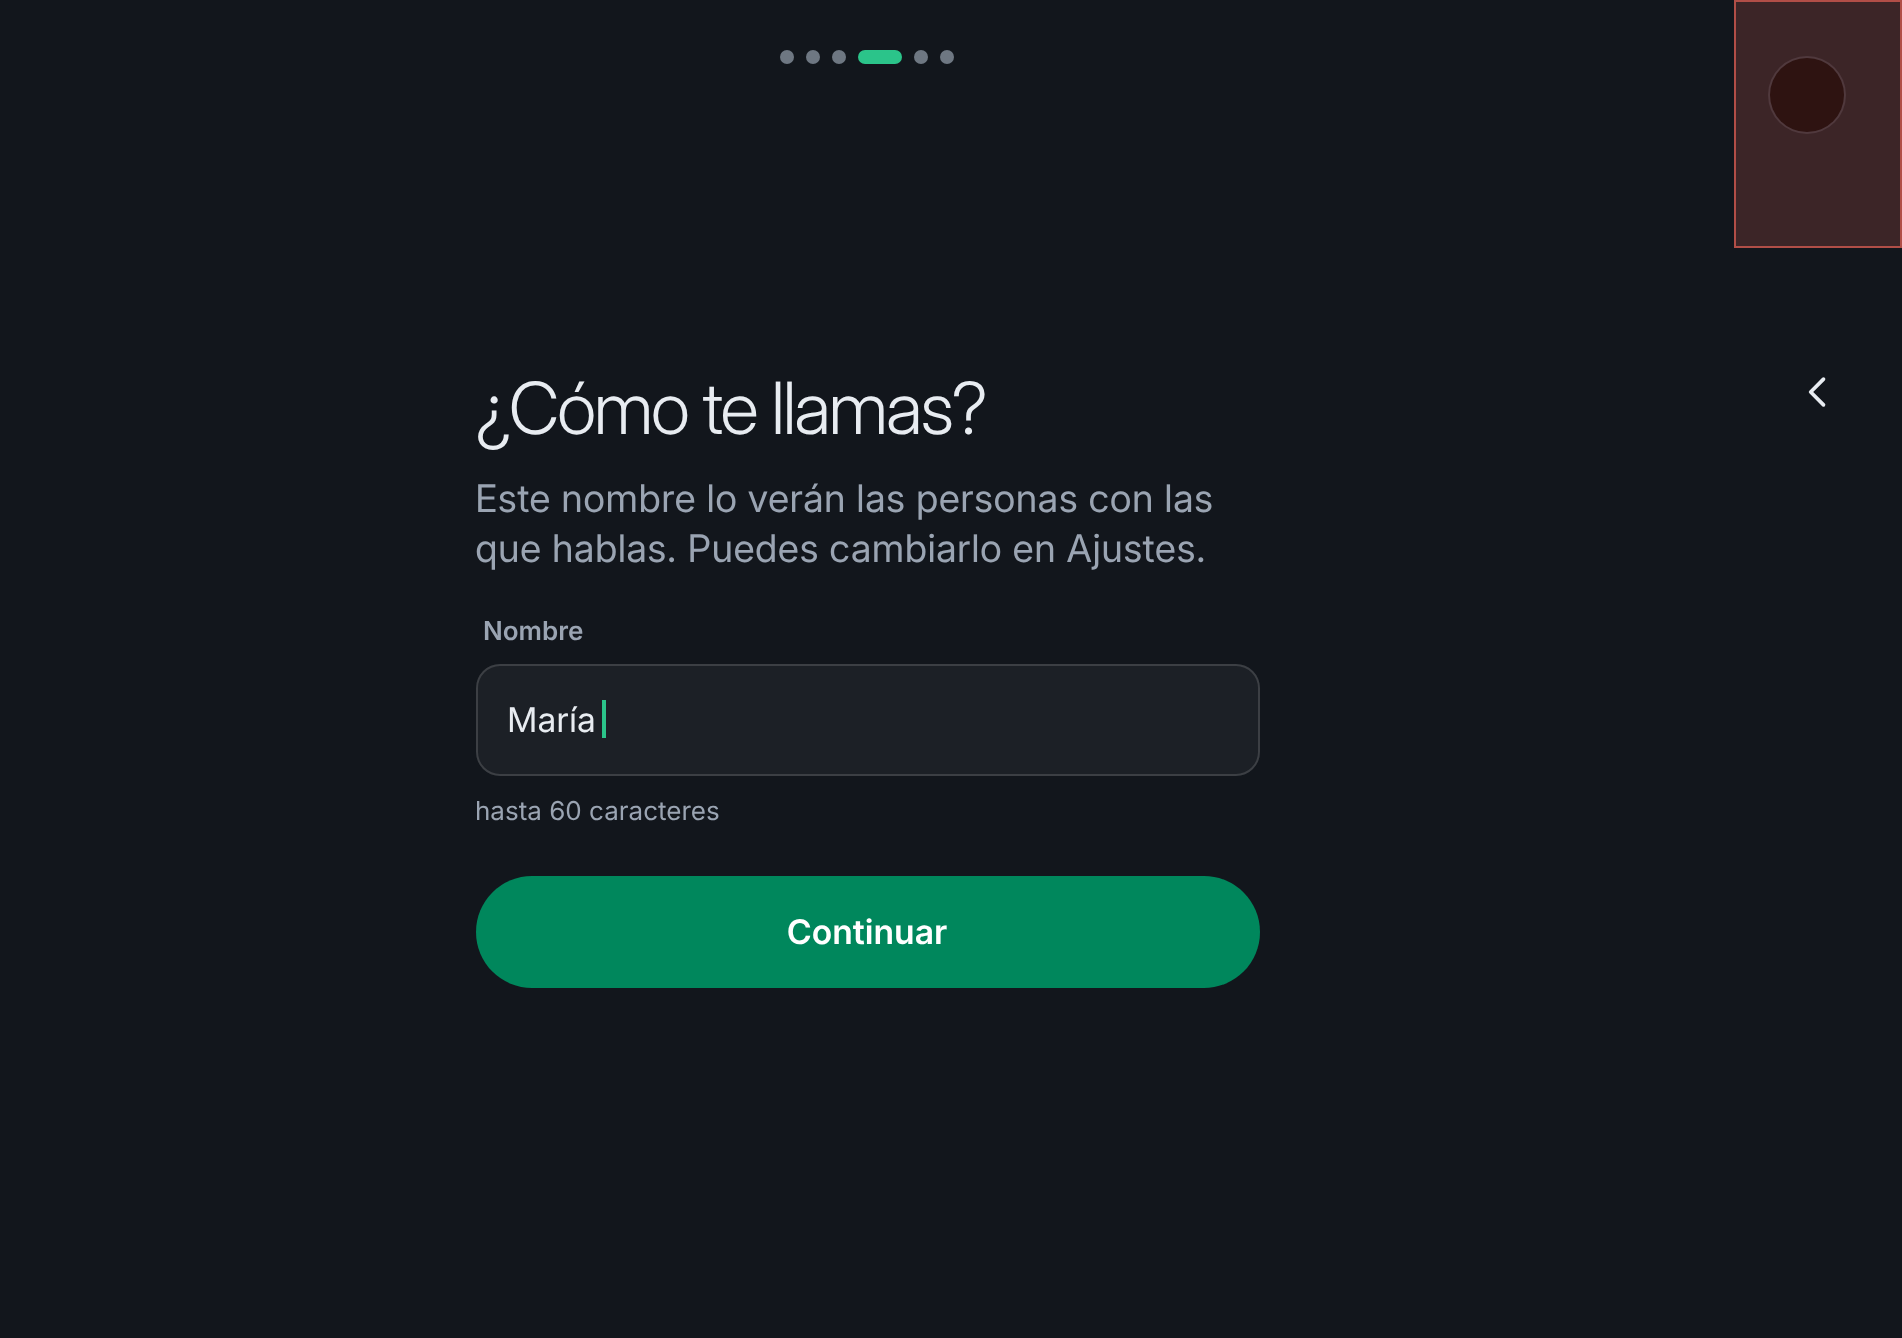 ¿Cómo te llamas?
Este nombre lo verán las personas con las
que hablas. Puedes cambiarlo en Ajustes.
Nombre
María
hasta 60 caracteres
Continuar